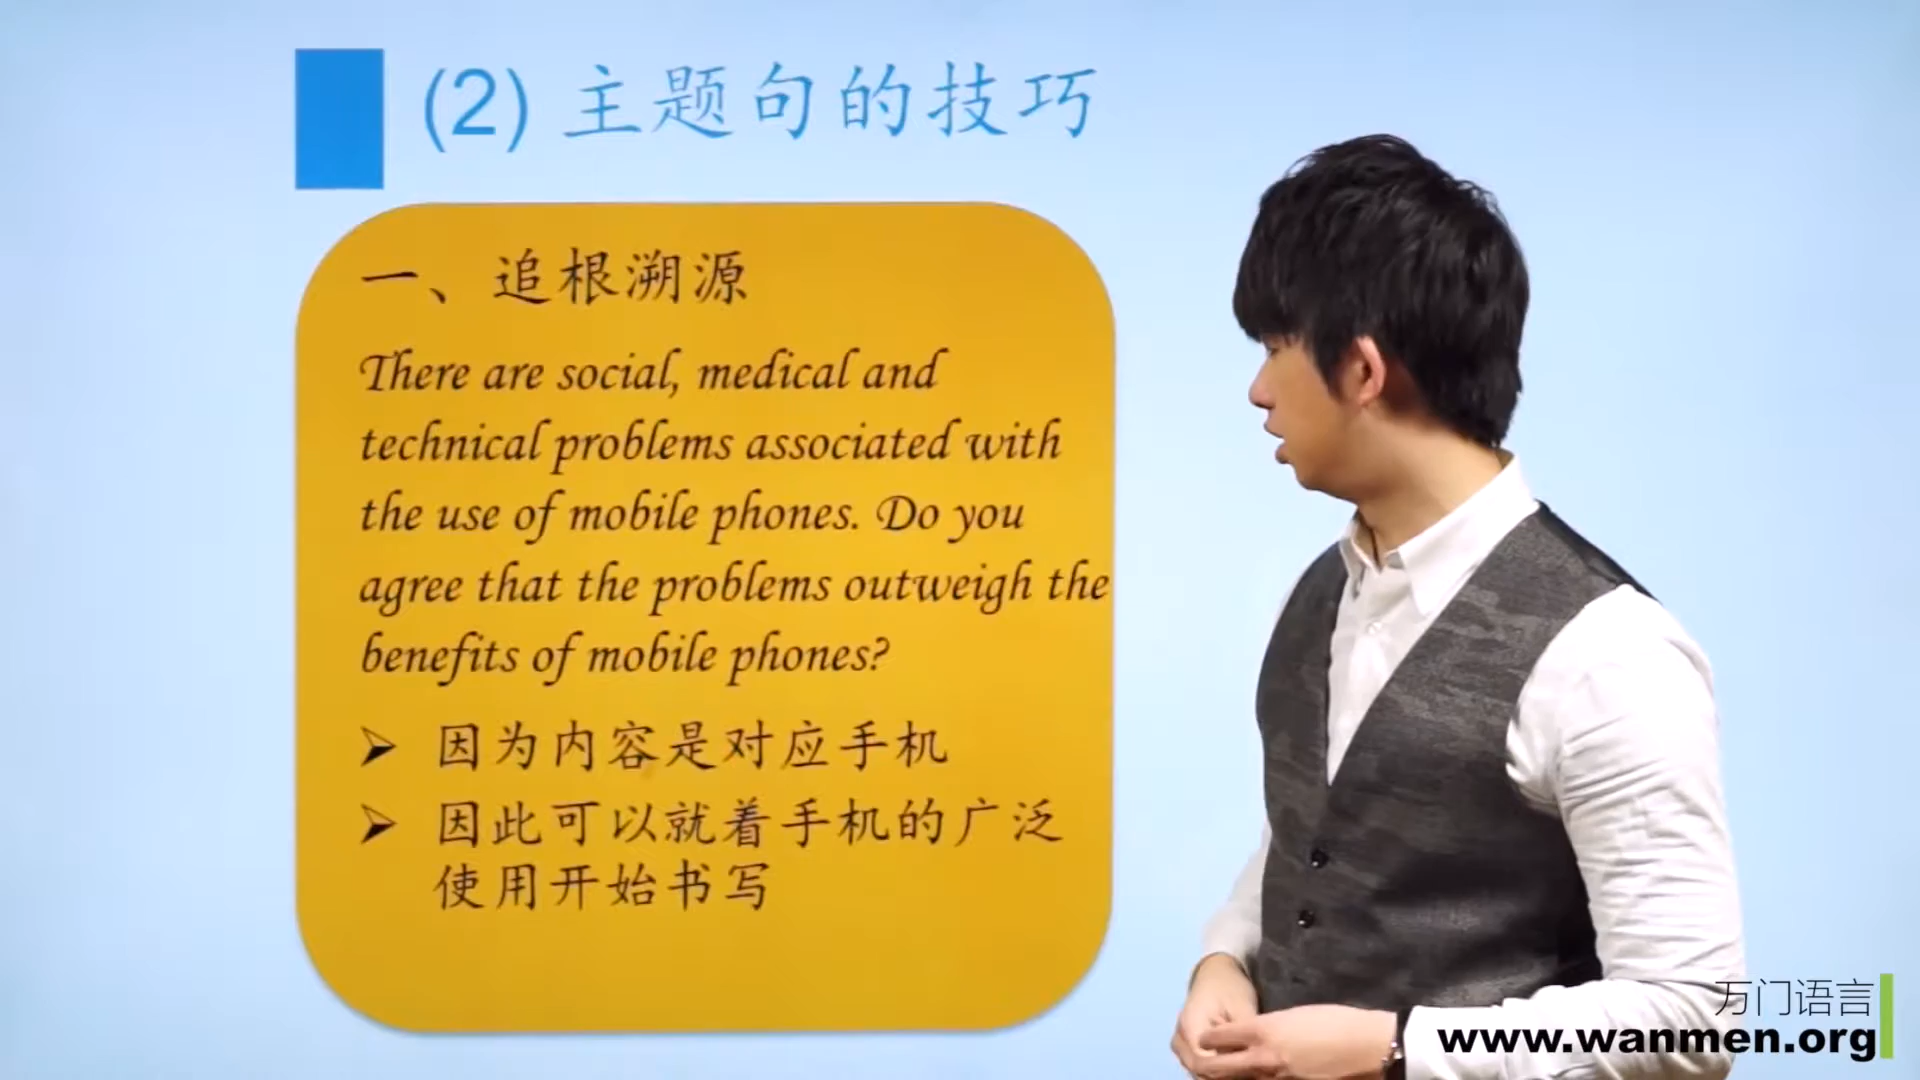 (2) 主题句的技巧
一、追根溯源
There are social, medical and
technical problems associated with
the use of mobile phones. Do you
agree that the problems outweigh the
benefits of mobile phones?
➢ 因为内容是对应手机
➢ 因此可以就着手机的广泛
使用开始书写
万门语言
www.wanmen.org